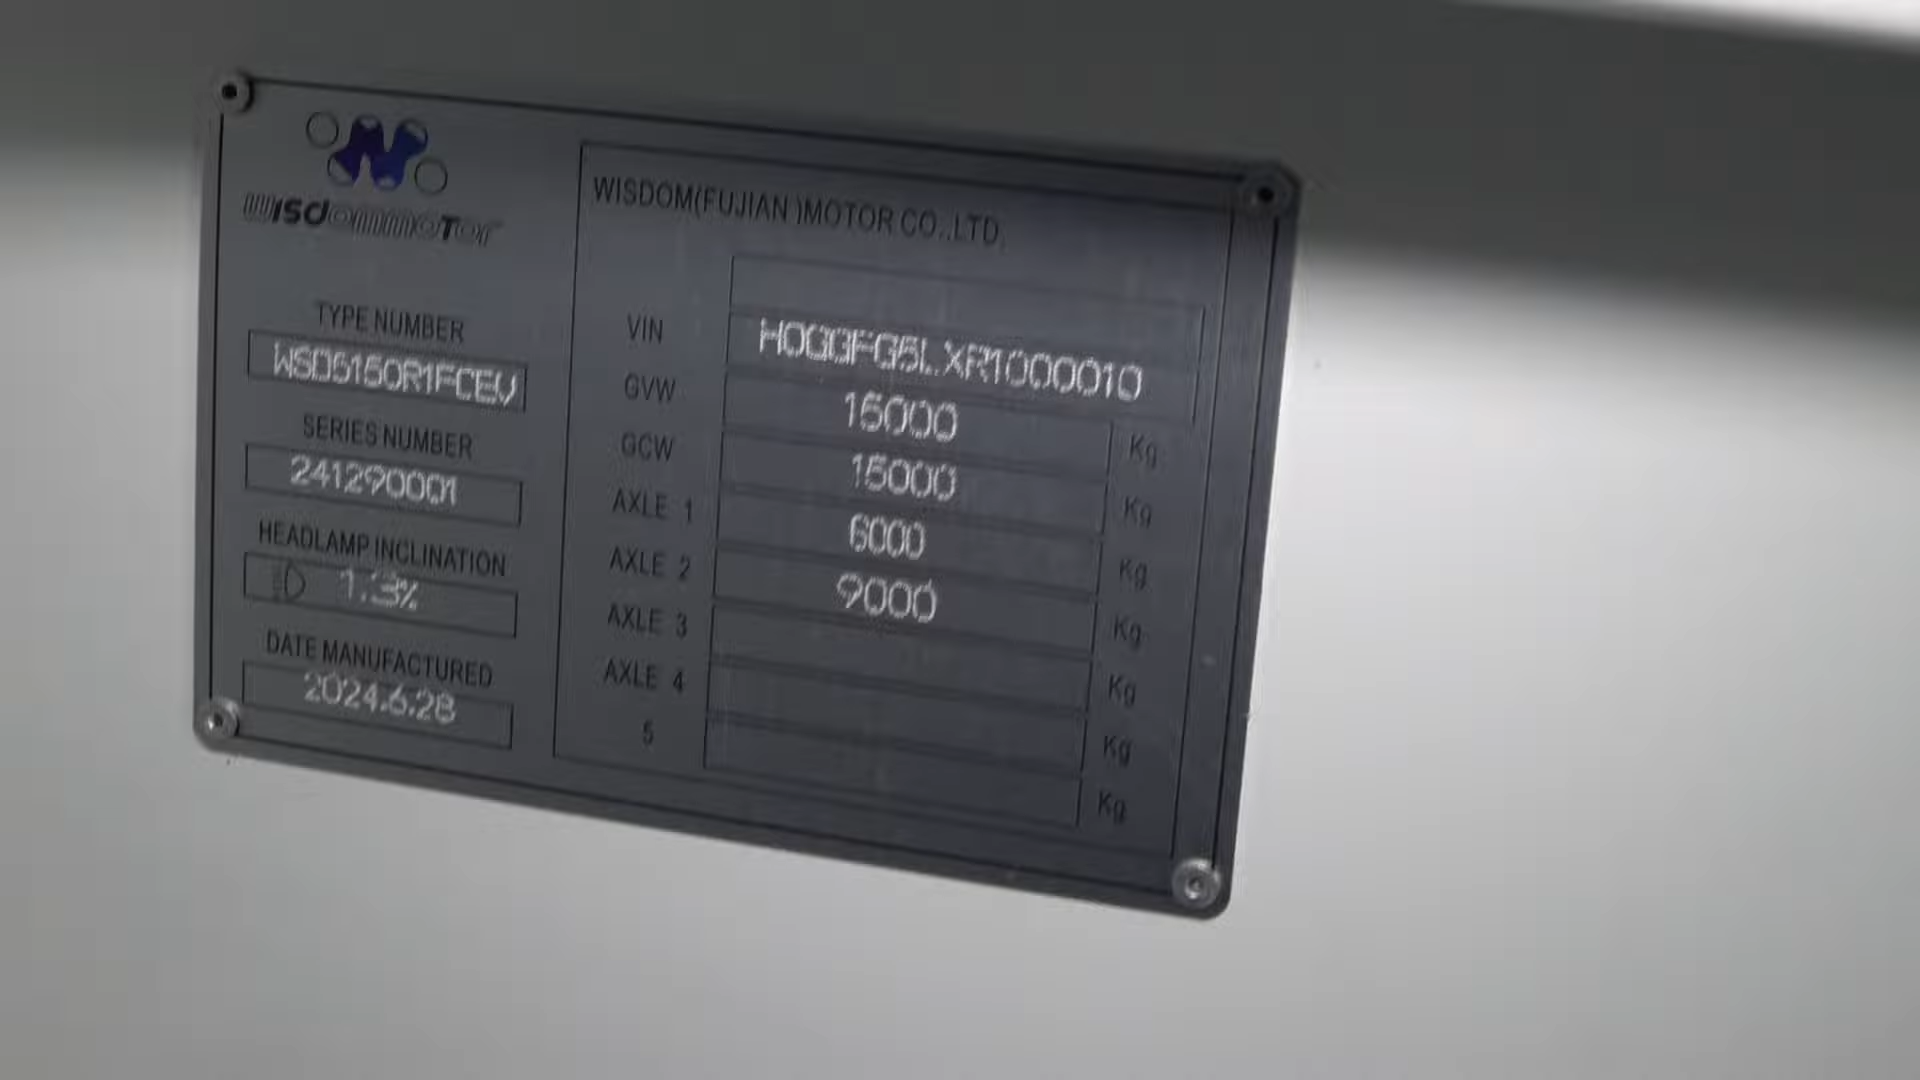 wisdommoTor
TYPE NUMBER
WSD5150R1FCEV
SERIES NUMBER
241290001
HEADLAMP INCLINATION
1.3%
DATE MANUFACTURED
2024.6.28
WISDOM(FUJIAN )MOTOR CO.,LTD.
VIN
GVW 15000 Kg
GCW 15000 Kg
AXLE 1 6000 Kg
AXLE 2 9000 Kg
AXLE 3 Kg
AXLE 4 Kg
5 Kg